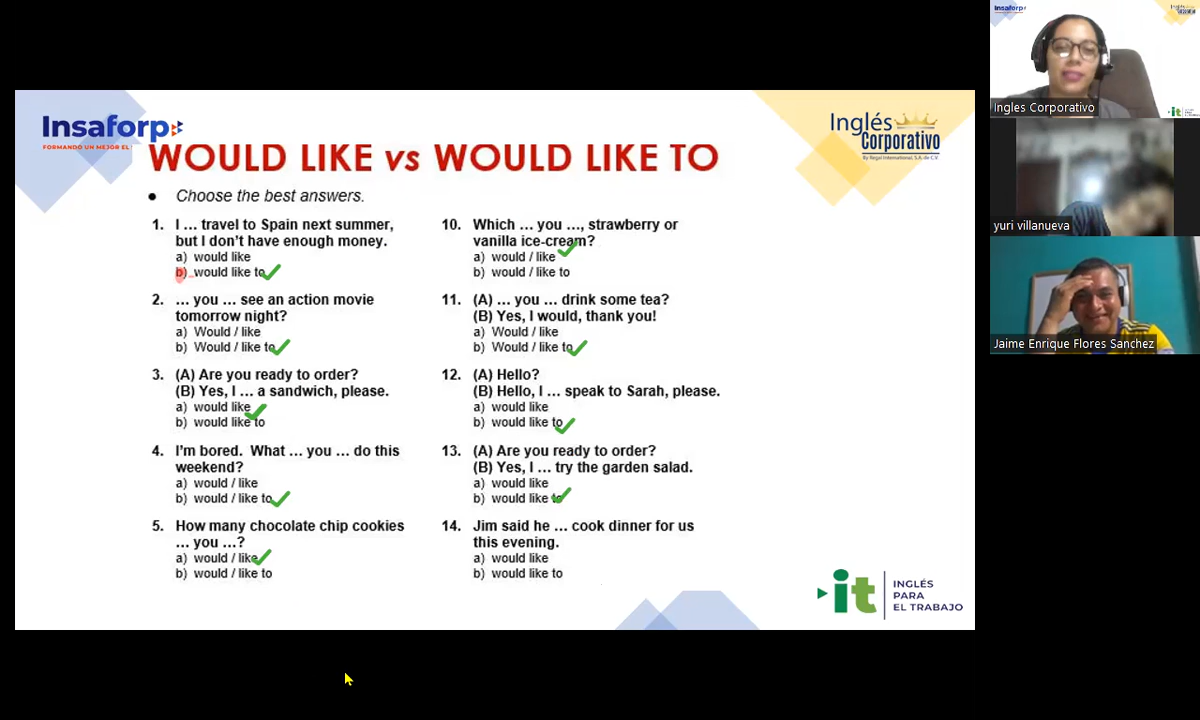 Insaforp
FORMANDO UN MEJOR EL
Inglés
Corporativo
By Regal International, S.A. de C.V.
WOULD LIKE vs WOULD LIKE TO
● Choose the best answers.
1. I … travel to Spain next summer,
but I don't have enough money.
a) would like
b) would like to
2. … you … see an action movie
tomorrow night?
a) Would / like
b) Would / like to
3. (A) Are you ready to order?
(B) Yes, I … a sandwich, please.
a) would like
b) would like to
4. I'm bored. What … you … do this
weekend?
a) would / like
b) would / like to
5. How many chocolate chip cookies
… you …?
a) would / like
b) would / like to
10. Which … you …, strawberry or
vanilla ice-cream?
a) would / like
b) would / like to
11. (A) … you … drink some tea?
(B) Yes, I would, thank you!
a) Would / like
b) Would / like to
12. (A) Hello?
(B) Hello, I … speak to Sarah, please.
a) would like
b) would like to
13. (A) Are you ready to order?
(B) Yes, I … try the garden salad.
a) would like
b) would like to
14. Jim said he … cook dinner for us
this evening.
a) would like
b) would like to
it
INGLÉS
PARA
EL TRABAJO
Insaforp
Ingles Corporativo
it
yuri villanueva
Jaime Enrique Flores Sanchez